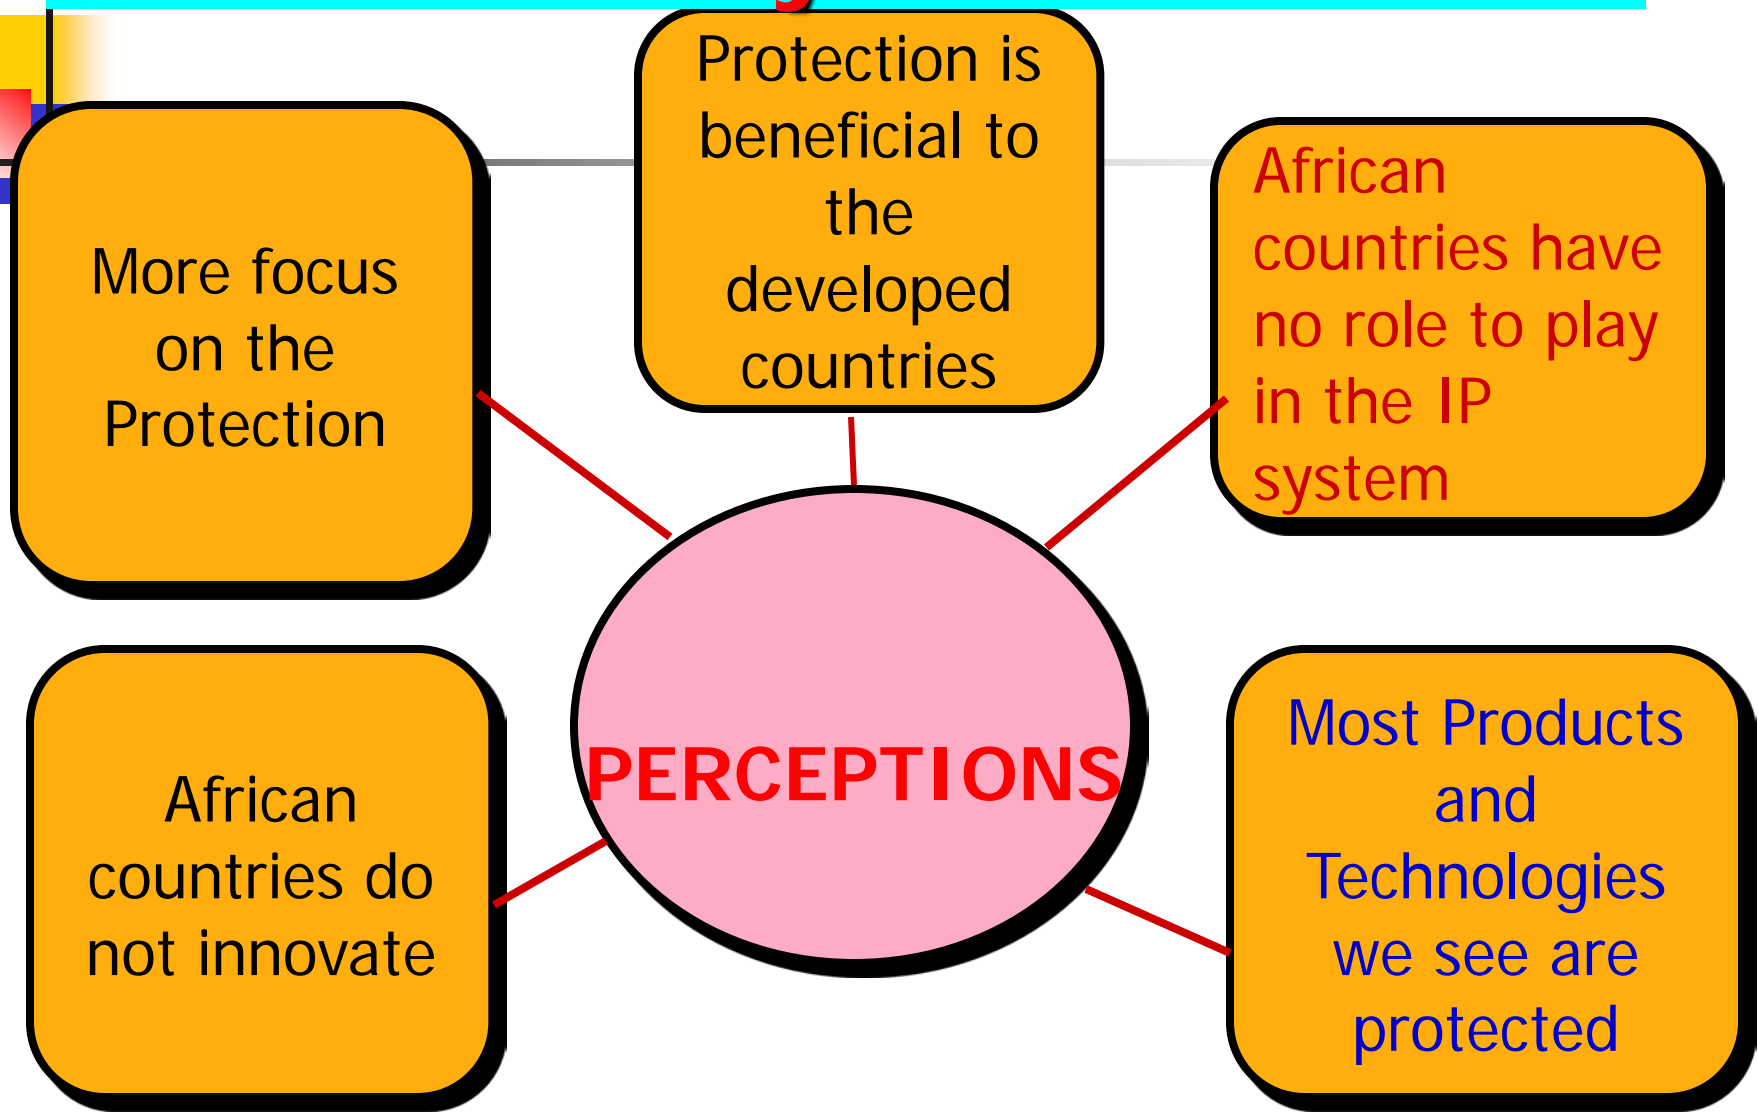 Protection is
beneficial to
the
developed
countries
More focus
on the
Protection
African
countries have
no role to play
in the IP
system
PERCEPTIONS
African
countries do
not innovate
Most Products
and
Technologies
we see are
protected